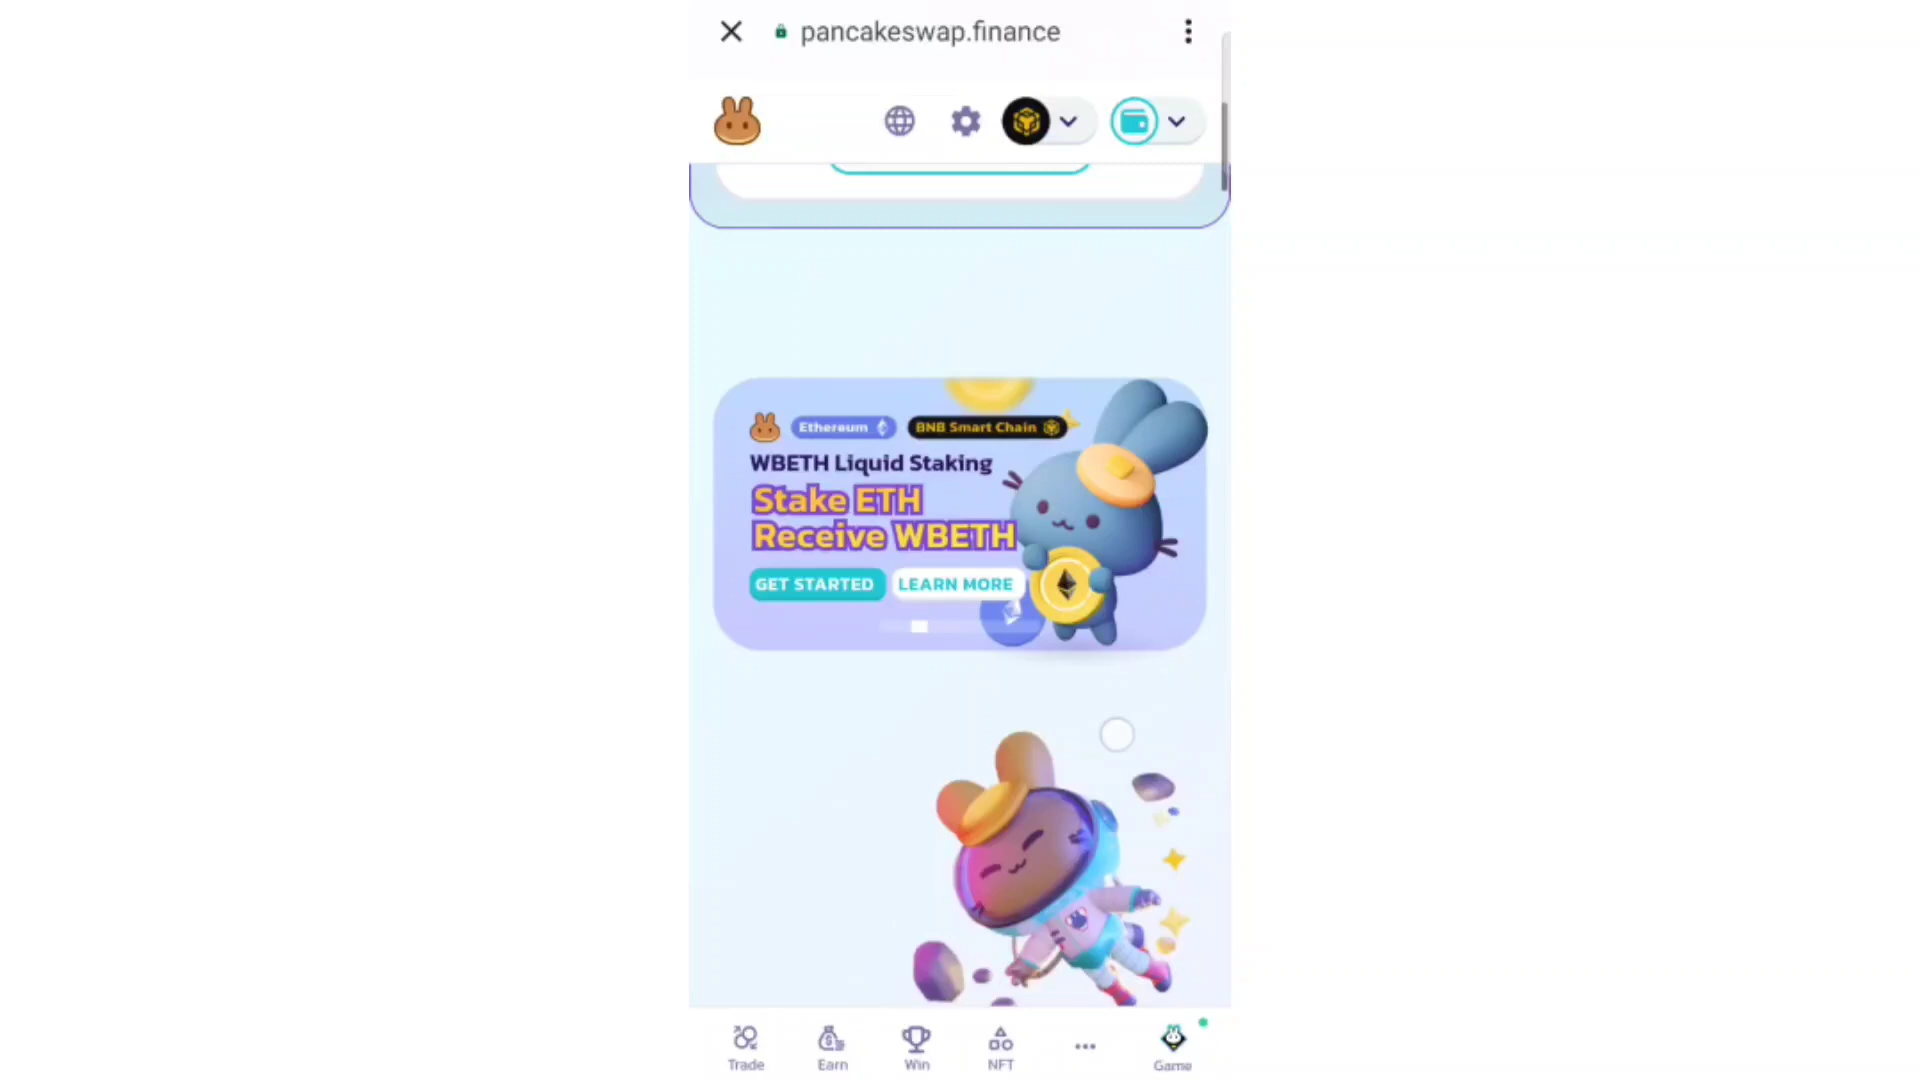 pancakeswap.finance
Ethereum
BNB Smart Chain
WBETH Liquid Staking
Stake ETH
Receive WBETH
GET STARTED
LEARN MORE
Trade
Earn
Win
NFT
Game